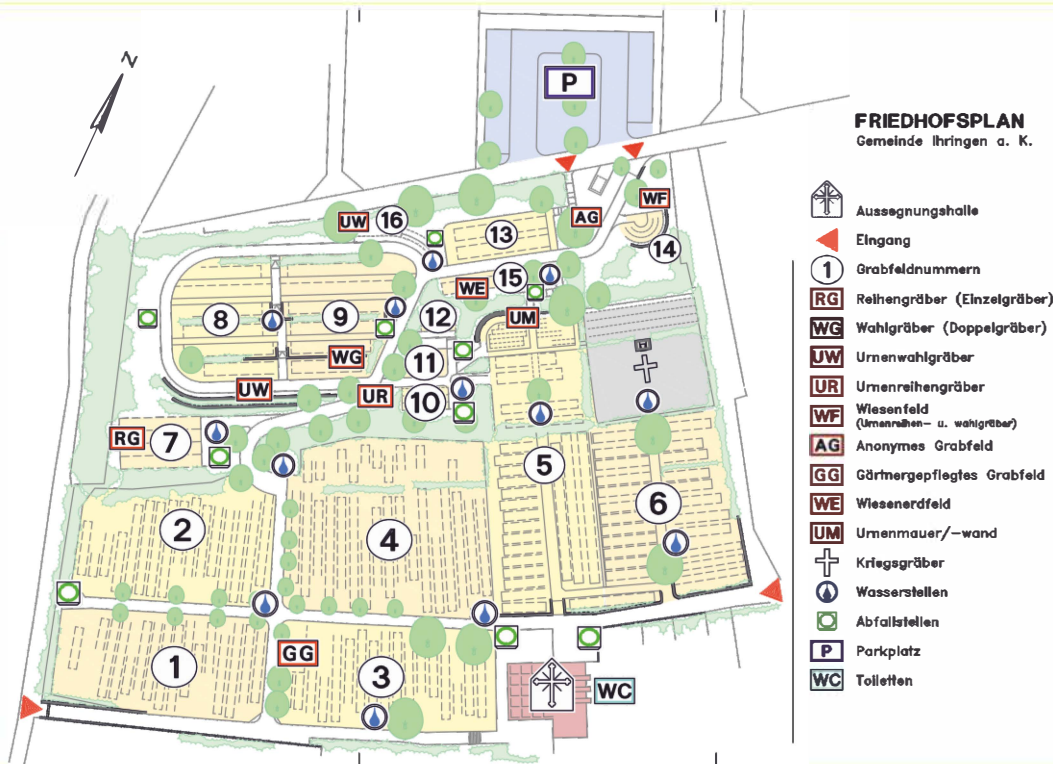 N
P
FRIEDHOFSPLAN
Gemeinde Ihringen a. K.
Aussegnungshalle
Eingang
1 Grabfeldnummern
RG Reihengräber (Einzelgräber)
WG Wahlgräber (Doppelgräber)
UW Urnenwahlgräber
UR Urnenreihengräber
WF Wiesenfeld
(Urnenreihen- u. wahlgräber)
AG Anonymes Grabfeld
GG Gärtnergepflegtes Grabfeld
WE Wiesenerdfeld
UM Urnenmauer/-wand
Kriegsgräber
Wasserstellen
Abfallstellen
P Parkplatz
WC Toiletten
WF
UW 16
AG
13
14
15
WE
8
9
12
UM
WG
11
UW
UR
10
RG 7
5
6
2
4
GG
1
3
WC